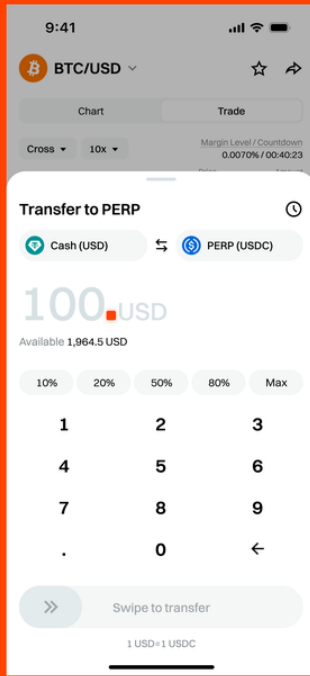 9:41
BTC/USD
Chart
Trade
Cross
10x
Margin Level / Countdown
0.0070% / 00:40:23
Price
Amount
Transfer to PERP
Cash (USD)
PERP (USDC)
100 USD
Available 1,964.5 USD
10%
20%
50%
80%
Max
1
2
3
4
5
6
7
8
9
.
0
Swipe to transfer
1 USD=1 USDC